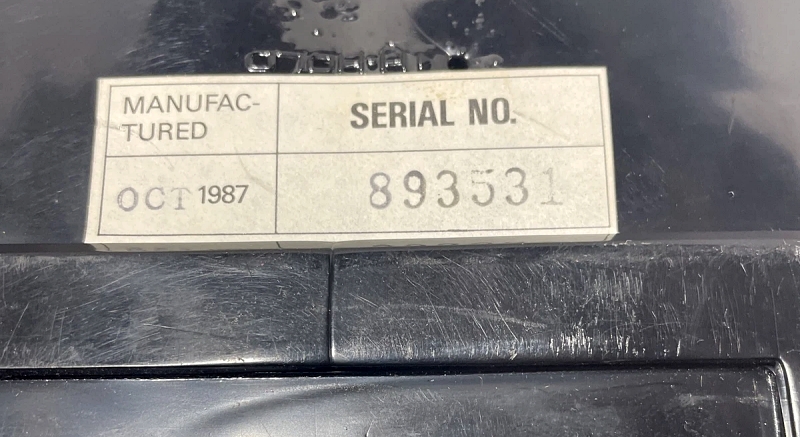 MANUFAC-
TURED
SERIAL NO.
OCT 1987
893531